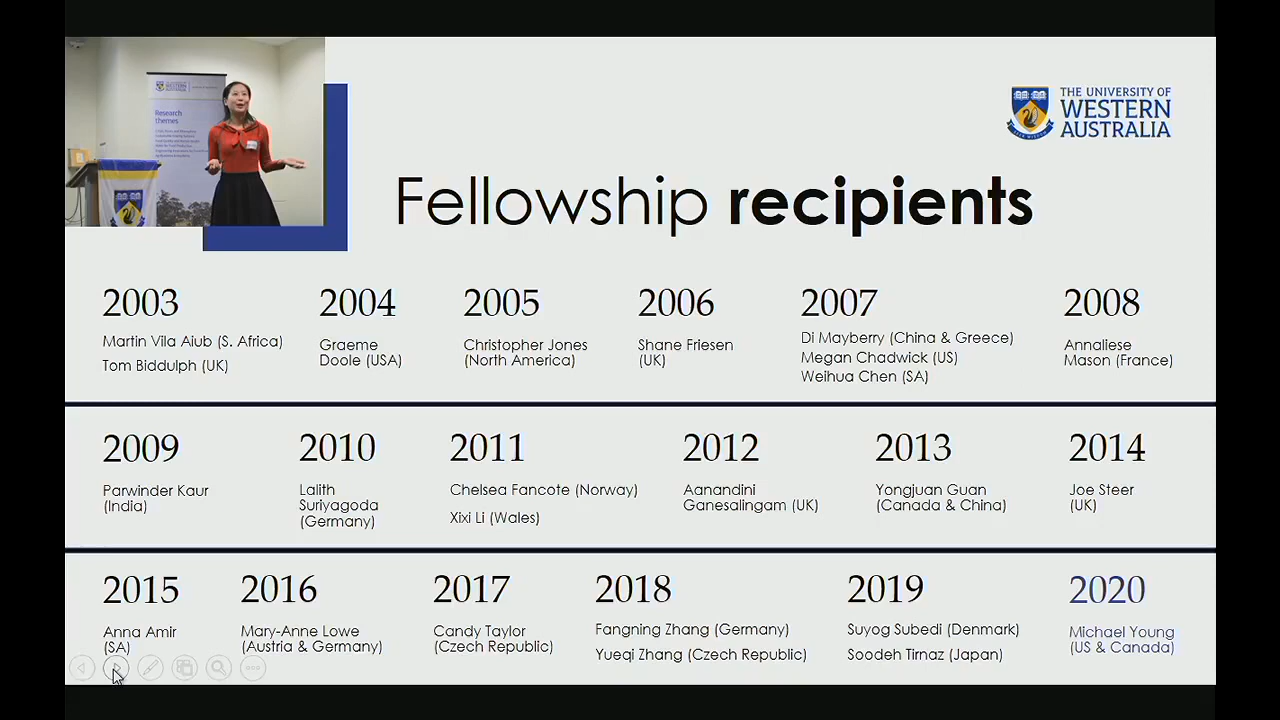 THE UNIVERSITY OF
WESTERN
AUSTRALIA
Research
themes
Fellowship recipients
2003
Martin Vila Aiub (S. Africa)
Tom Biddulph (UK)
2004
Graeme
Doole (USA)
2005
Christopher Jones
(North America)
2006
Shane Friesen
(UK)
2007
Di Mayberry (China & Greece)
Megan Chadwick (US)
Weihua Chen (SA)
2008
Annaliese
Mason (France)
2009
Parwinder Kaur
(India)
2010
Lalith
Suriyagoda
(Germany)
2011
Chelsea Fancote (Norway)
Xixi Li (Wales)
2012
Aanandini
Ganesalingam (UK)
2013
Yongjuan Guan
(Canada & China)
2014
Joe Steer
(UK)
2015
Anna Amir
(SA)
2016
Mary-Anne Lowe
(Austria & Germany)
2017
Candy Taylor
(Czech Republic)
2018
Fangning Zhang (Germany)
Yueqi Zhang (Czech Republic)
2019
Suyog Subedi (Denmark)
Soodeh Tirnaz (Japan)
2020
Michael Young
(US & Canada)